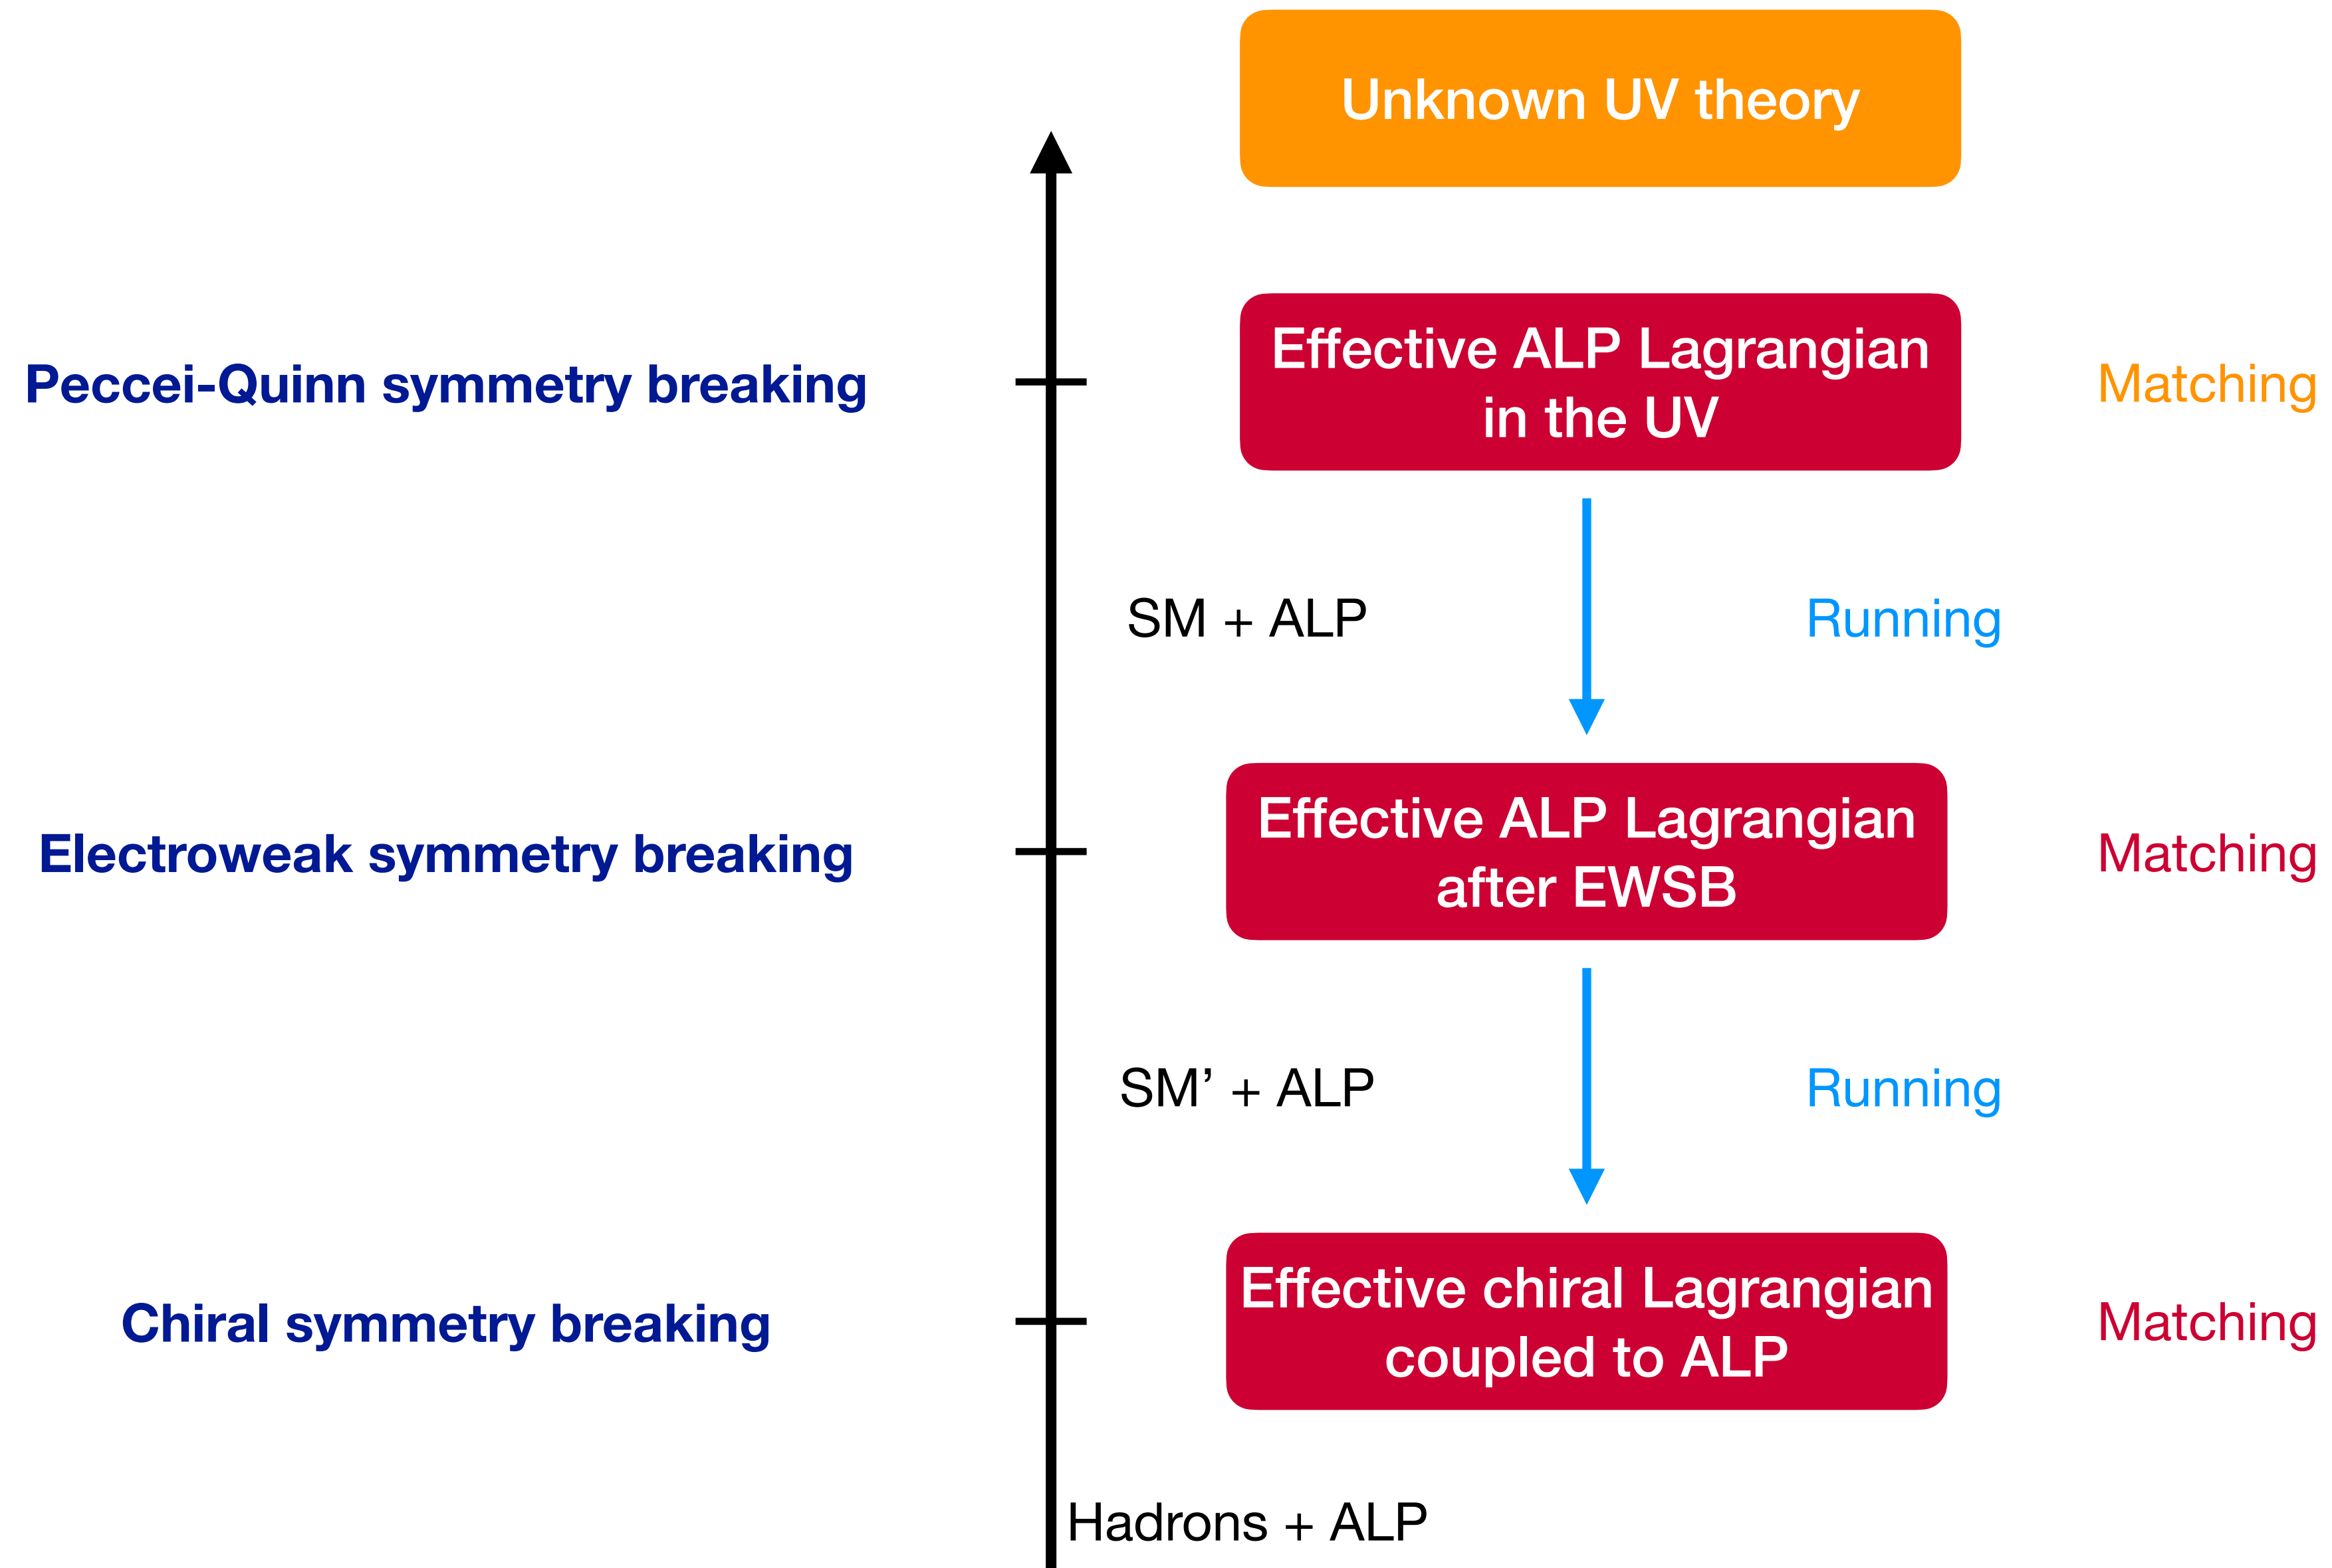 Unknown UV theory
Peccei-Quinn symmetry breaking
Effective ALP Lagrangian
in the UV
Matching
SM + ALP
Running
Electroweak symmetry breaking
Effective ALP Lagrangian
after EWSB
Matching
SM’ + ALP
Running
Chiral symmetry breaking
Effective chiral Lagrangian
coupled to ALP
Matching
Hadrons + ALP